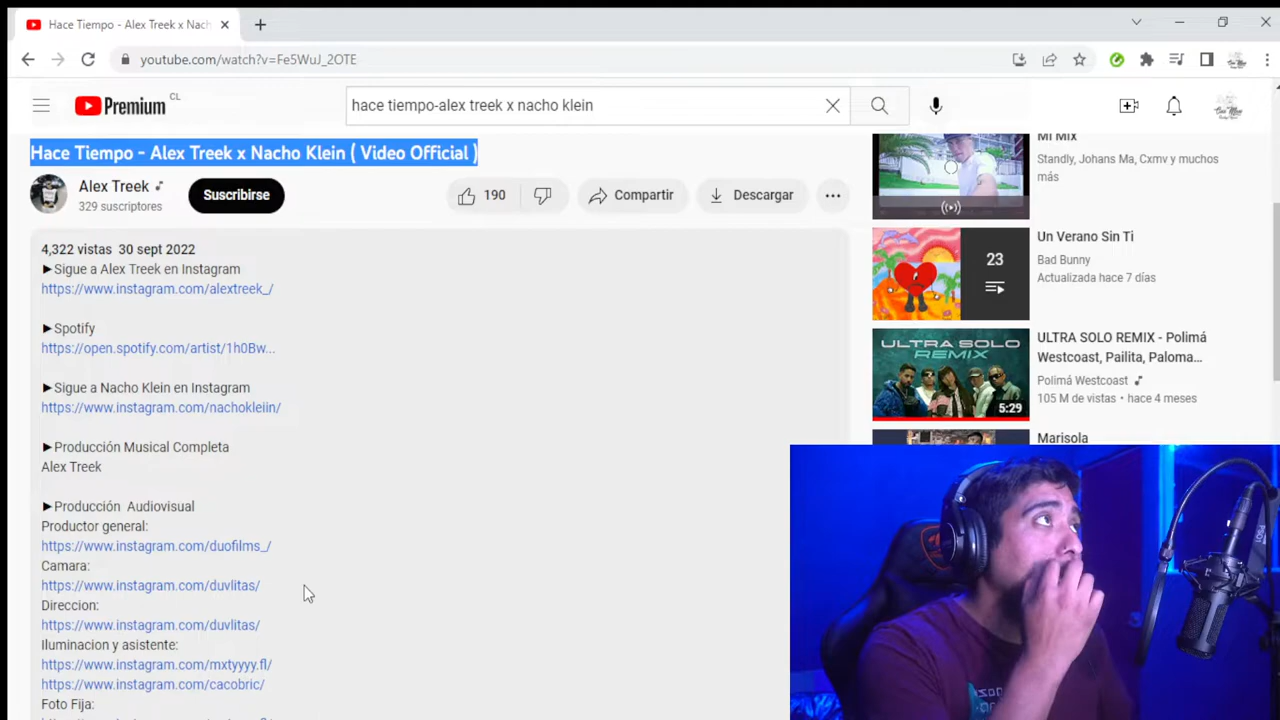 Hace Tiempo - Alex Treek x Nach
youtube.com/watch?v=Fe5WuJ_2OTE
Premium CL
hace tiempo-alex treek x nacho klein
Hace Tiempo - Alex Treek x Nacho Klein ( Video Official )
Alex Treek
329 suscriptores
Suscribirse
190
Compartir
Descargar
4,322 vistas 30 sept 2022
►Sigue a Alex Treek en Instagram
https://www.instagram.com/alextreek_/
►Spotify
https://open.spotify.com/artist/1h0Bw...
►Sigue a Nacho Klein en Instagram
https://www.instagram.com/nachokleiin/
►Producción Musical Completa
Alex Treek
►Producción  Audiovisual
Productor general:
https://www.instagram.com/duofilms_/
Camara:
https://www.instagram.com/duvlitas/
Direccion:
https://www.instagram.com/duvlitas/
Iluminacion y asistente:
https://www.instagram.com/mxtyyyy.fl/
https://www.instagram.com/cacobric/
Foto Fija:
Mi Mix
Standly, Johans Ma, Cxmv y muchos
más
23
Un Verano Sin Ti
Bad Bunny
Actualizada hace 7 días
ULTRA SOLO
REMIX
5:29
ULTRA SOLO REMIX - Polimá
Westcoast, Pailita, Paloma...
Polimá Westcoast
105 M de vistas • hace 4 meses
Marisola